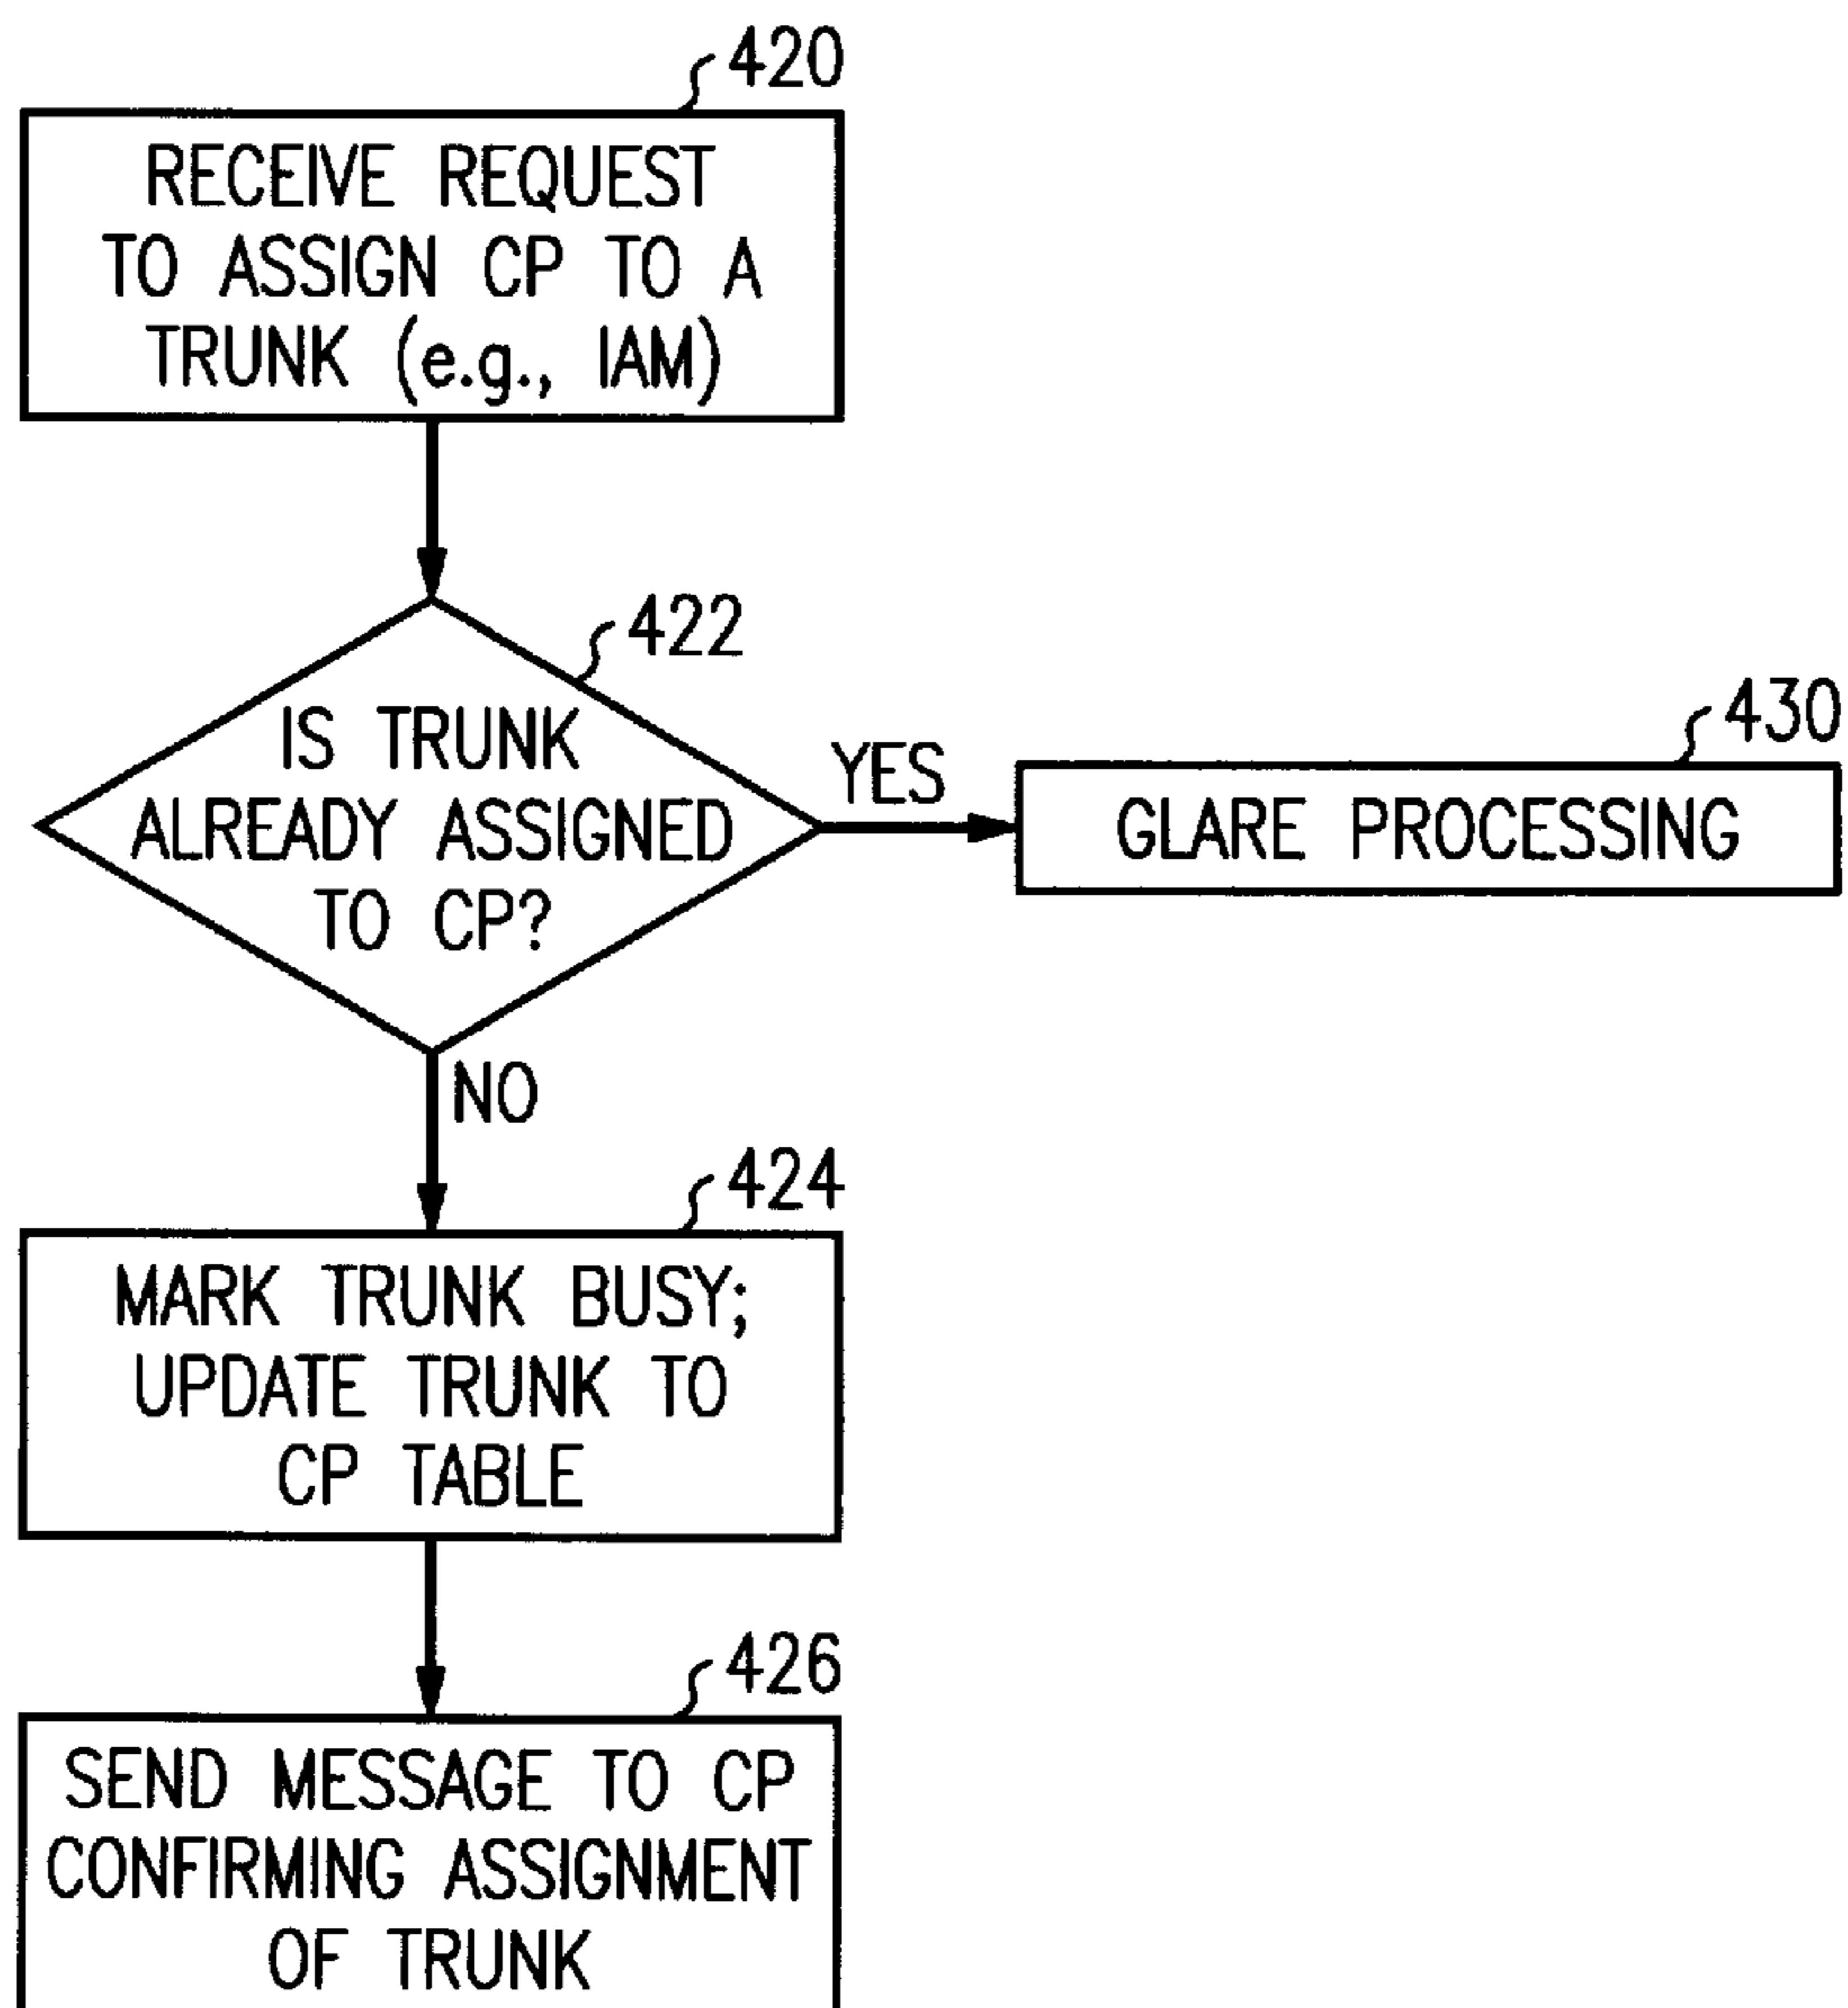 420
RECEIVE REQUEST
TO ASSIGN CP TO A
TRUNK (e.g., IAM)
422
IS TRUNK
ALREADY ASSIGNED
TO CP?
YES
430
GLARE PROCESSING
NO
424
MARK TRUNK BUSY;
UPDATE TRUNK TO
CP TABLE
426
SEND MESSAGE TO CP
CONFIRMING ASSIGNMENT
OF TRUNK